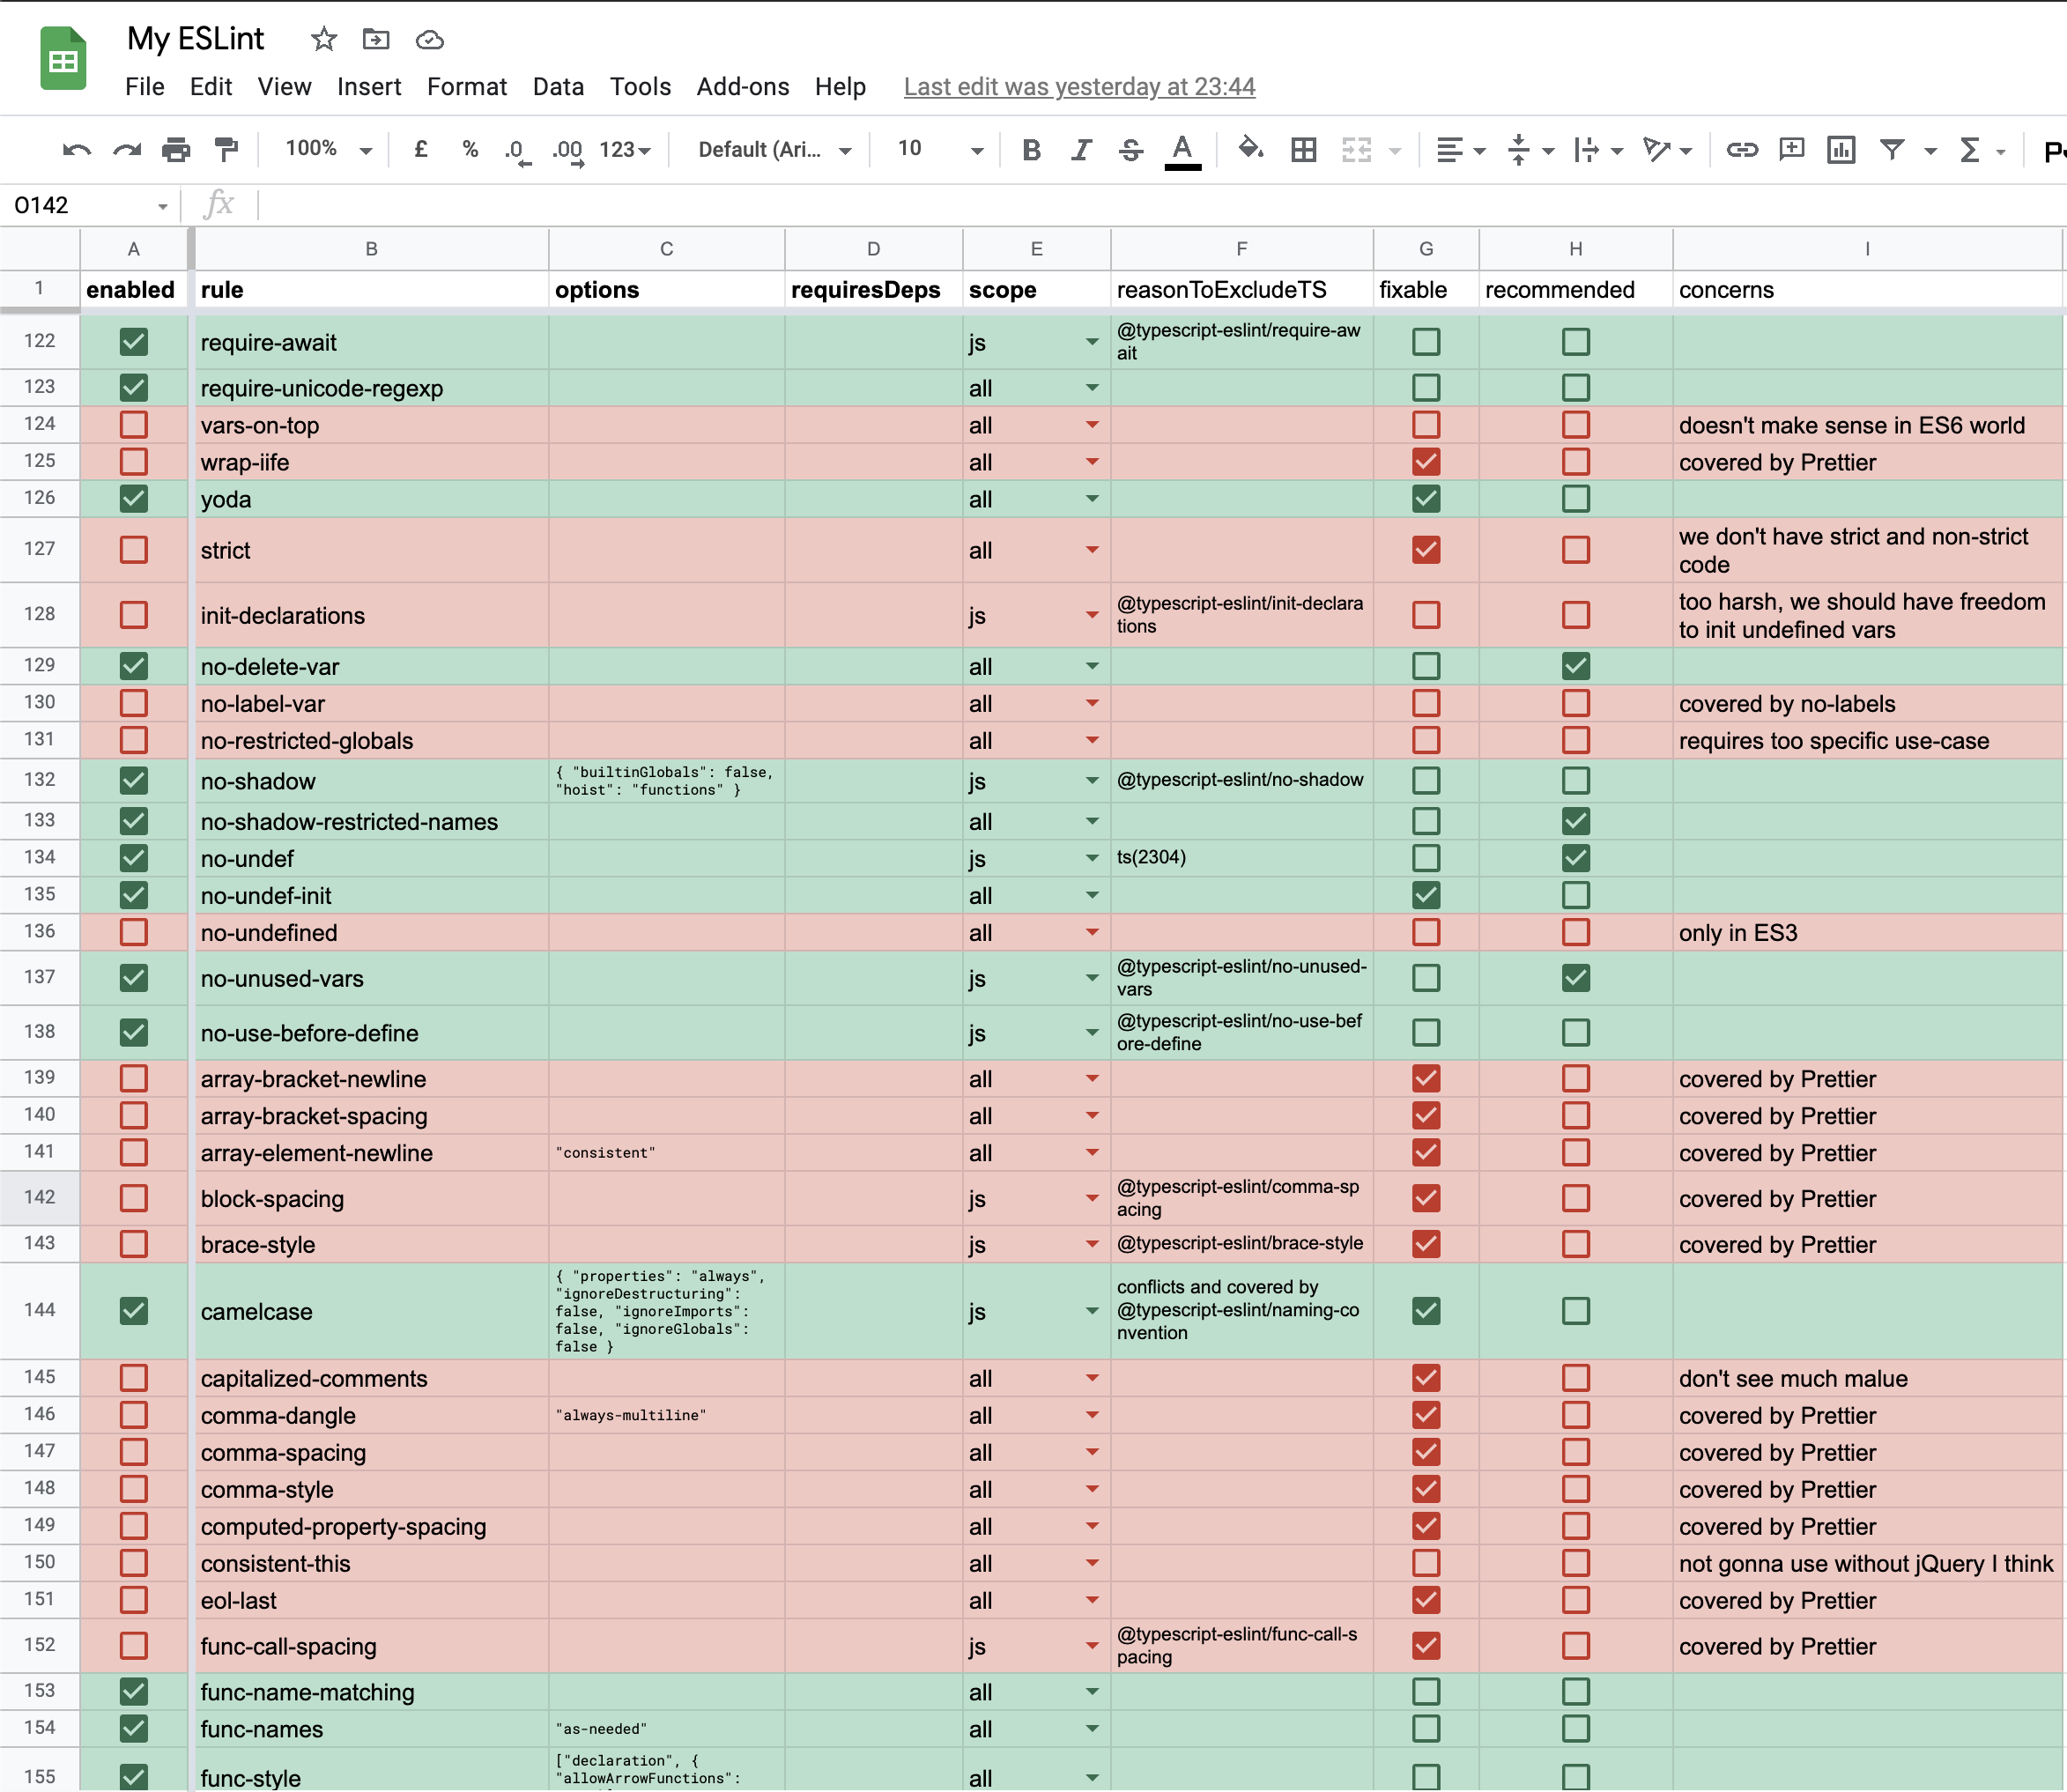 My ESLint
File Edit View Insert Format Data Tools Add-ons Help Last edit was yesterday at 23:44
100% £ % .0 .00 123 Default (Ari... 10 B I S A
O142 fx
A B C D E F G H I
1 enabled rule options requiresDeps scope reasonToExcludeTS fixable recommended concerns
122 require-await js @typescript-eslint/require-aw
ait
123 require-unicode-regexp all
124 vars-on-top all doesn't make sense in ES6 world
125 wrap-iife all covered by Prettier
126 yoda all
127 strict all we don't have strict and non-strict
code
128 init-declarations js @typescript-eslint/init-declara
tions
too harsh, we should have freedom
to init undefined vars
129 no-delete-var all
130 no-label-var all covered by no-labels
131 no-restricted-globals all requires too specific use-case
132 no-shadow { "builtinGlobals": false,
"hoist": "functions" }
js @typescript-eslint/no-shadow
133 no-shadow-restricted-names all
134 no-undef js ts(2304)
135 no-undef-init all
136 no-undefined all only in ES3
137 no-unused-vars js @typescript-eslint/no-unused-
vars
138 no-use-before-define js @typescript-eslint/no-use-bef
ore-define
139 array-bracket-newline all covered by Prettier
140 array-bracket-spacing all covered by Prettier
141 array-element-newline "consistent" all covered by Prettier
142 block-spacing js @typescript-eslint/comma-sp
acing
covered by Prettier
143 brace-style js @typescript-eslint/brace-style covered by Prettier
144 camelcase { "properties": "always",
"ignoreDestructuring":
false, "ignoreImports":
false, "ignoreGlobals":
false }
js conflicts and covered by
@typescript-eslint/naming-co
nvention
145 capitalized-comments all don't see much malue
146 comma-dangle "always-multiline" all covered by Prettier
147 comma-spacing all covered by Prettier
148 comma-style all covered by Prettier
149 computed-property-spacing all covered by Prettier
150 consistent-this all not gonna use without jQuery I think
151 eol-last all covered by Prettier
152 func-call-spacing js @typescript-eslint/func-call-s
pacing
covered by Prettier
153 func-name-matching all
154 func-names "as-needed" all
155 func-style ["declaration", {
"allowArrowFunctions":
all